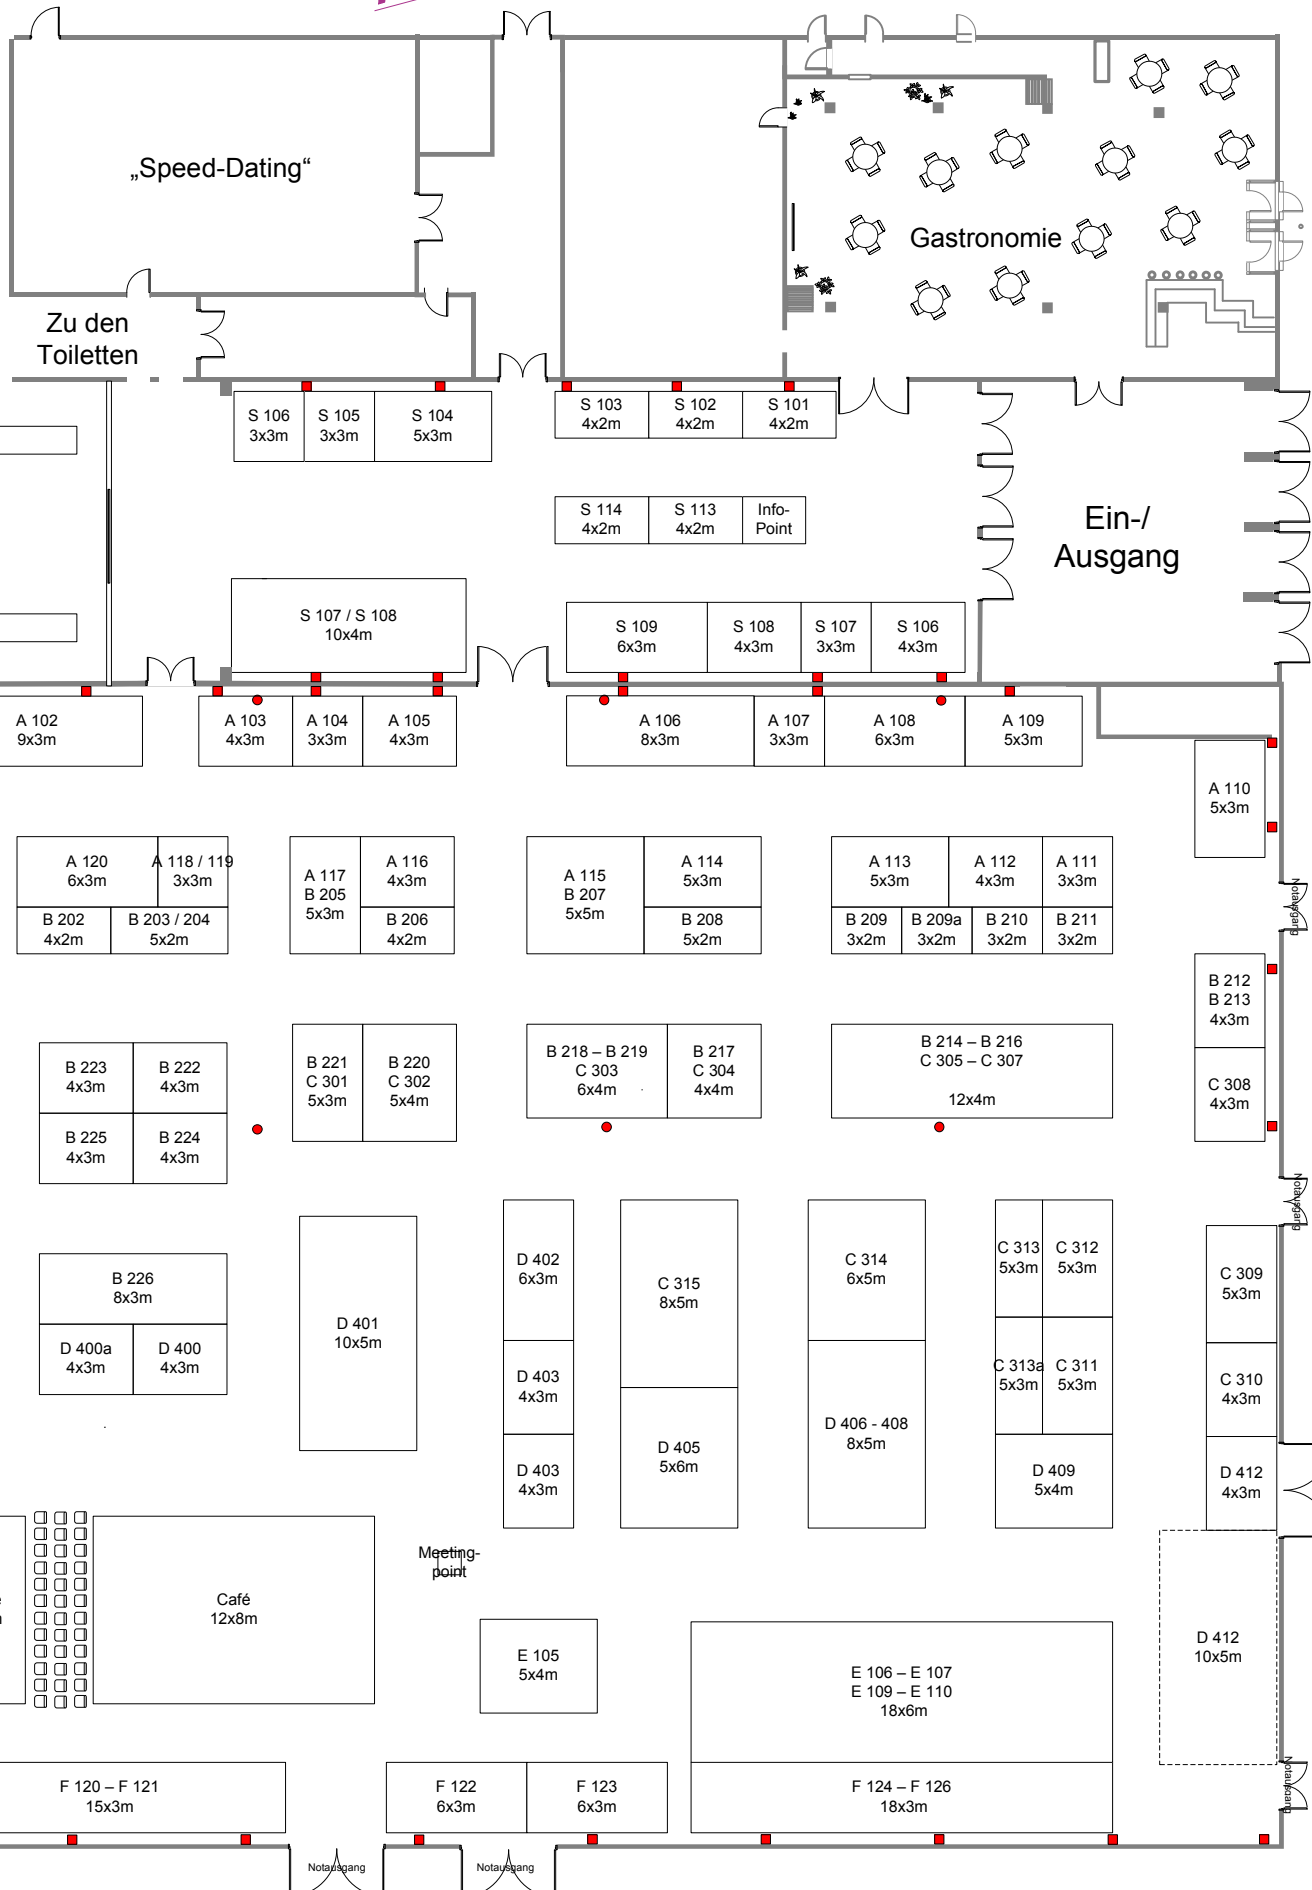 „Speed-Dating“
Gastronomie
Zu den
Toiletten
S 106
3x3m
S 105
3x3m
S 104
5x3m
S 103
4x2m
S 102
4x2m
S 101
4x2m
S 114
4x2m
S 113
4x2m
Info-
Point
Ein-/
Ausgang
S 107 / S 108
10x4m
S 109
6x3m
S 108
4x3m
S 107
3x3m
S 106
4x3m
A 102
9x3m
A 103
4x3m
A 104
3x3m
A 105
4x3m
A 106
8x3m
A 107
3x3m
A 108
6x3m
A 109
5x3m
A 110
5x3m
A 120
6x3m
A 118 / 119
3x3m
B 202
4x2m
B 203 / 204
5x2m
A 117
B 205
5x3m
A 116
4x3m
B 206
4x2m
A 115
B 207
5x5m
A 114
5x3m
B 208
5x2m
A 113
5x3m
A 112
4x3m
A 111
3x3m
B 209
3x2m
B 209a
3x2m
B 210
3x2m
B 211
3x2m
Notausgang
B 212
B 213
4x3m
C 308
4x3m
B 223
4x3m
B 222
4x3m
B 225
4x3m
B 224
4x3m
B 221
C 301
5x3m
B 220
C 302
5x4m
B 218 – B 219
C 303
6x4m
B 217
C 304
4x4m
B 214 – B 216
C 305 – C 307
12x4m
Notausgang
B 226
8x3m
D 400a
4x3m
D 400
4x3m
D 401
10x5m
D 402
6x3m
D 403
4x3m
D 403
4x3m
C 315
8x5m
D 405
5x6m
C 314
6x5m
D 406 - 408
8x5m
C 313
5x3m
C 312
5x3m
C 313a
5x3m
C 311
5x3m
D 409
5x4m
C 309
5x3m
C 310
4x3m
D 412
4x3m
Café
12x8m
Meeting-
point
E 105
5x4m
E 106 – E 107
E 109 – E 110
18x6m
D 412
10x5m
F 120 – F 121
15x3m
F 122
6x3m
F 123
6x3m
F 124 – F 126
18x3m
Notausgang
Notausgang
Notausgang